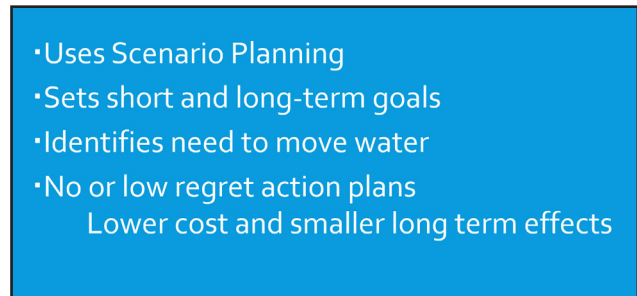 ▪Uses Scenario Planning
▪Sets short and long-term goals
▪Identifies need to move water
▪No or low regret action plans
Lower cost and smaller long term effects